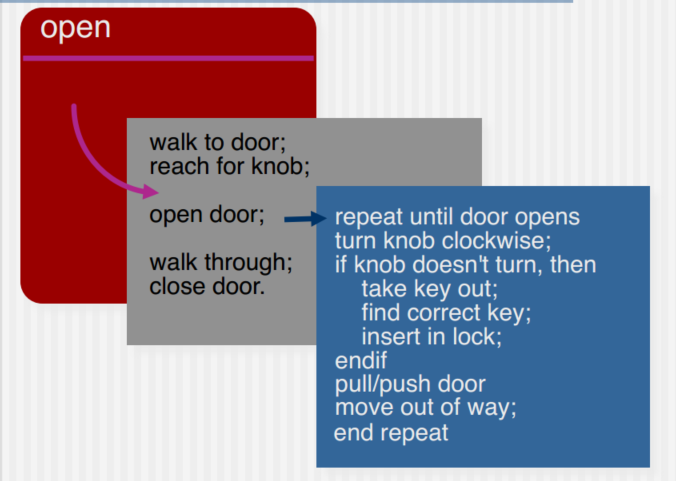 open
walk to door;
reach for knob;
open door;
walk through;
close door.
repeat until door opens
turn knob clockwise;
if knob doesn't turn, then
take key out;
find correct key;
insert in lock;
endif
pull/push door
move out of way;
end repeat